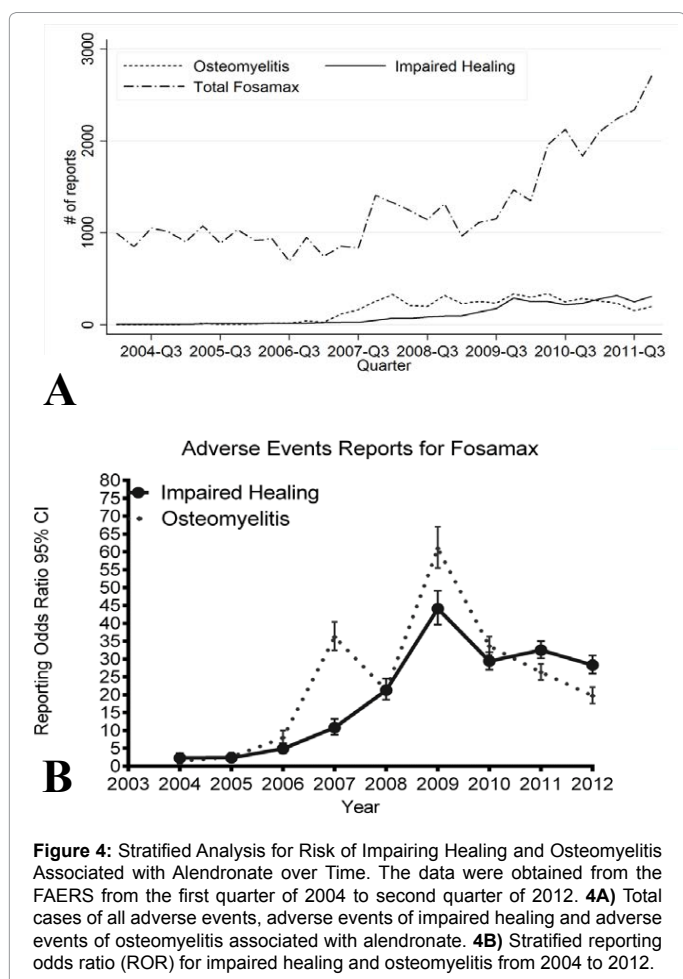 3000
2000
1000
0
# of reports
Osteomyelitis
Impaired Healing
Total Fosamax
2004-Q3 2005-Q3 2006-Q3 2007-Q3 2008-Q3 2009-Q3 2010-Q3 2011-Q3
Quarter
A
Adverse Events Reports for Fosamax
80
75
70
65
60
55
50
45
40
35
30
25
20
15
10
5
0
Reporting Odds Ratio 95% CI
Impaired Healing
Osteomyelitis
2003 2004 2005 2006 2007 2008 2009 2010 2011 2012
Year
B
Figure 4: Stratified Analysis for Risk of Impairing Healing and Osteomyelitis
Associated with Alendronate over Time. The data were obtained from the
FAERS from the first quarter of 2004 to second quarter of 2012. 4A) Total
cases of all adverse events, adverse events of impaired healing and adverse
events of osteomyelitis associated with alendronate. 4B) Stratified reporting
odds ratio (ROR) for impaired healing and osteomyelitis from 2004 to 2012.